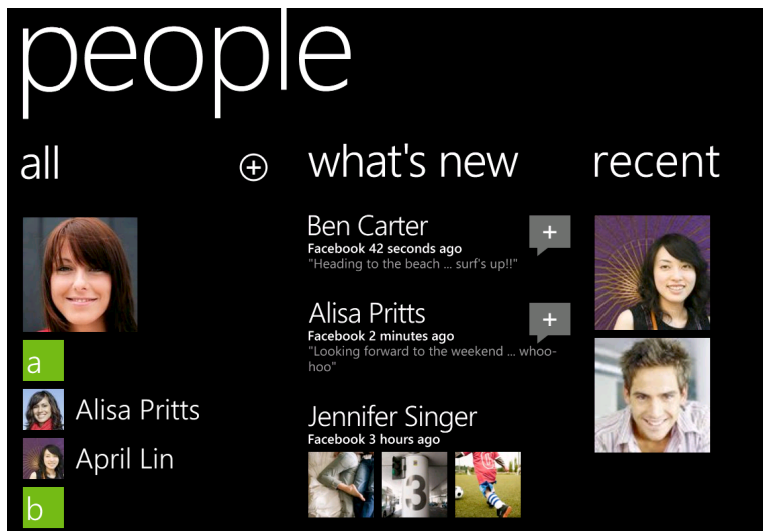 people
all
what's new
recent
Ben Carter
Facebook 42 seconds ago
"Heading to the beach ... surf's up!!"
Alisa Pritts
Facebook 2 minutes ago
"Looking forward to the weekend ... whoo-
hoo"
Jennifer Singer
Facebook 3 hours ago
3
a
Alisa Pritts
April Lin
b